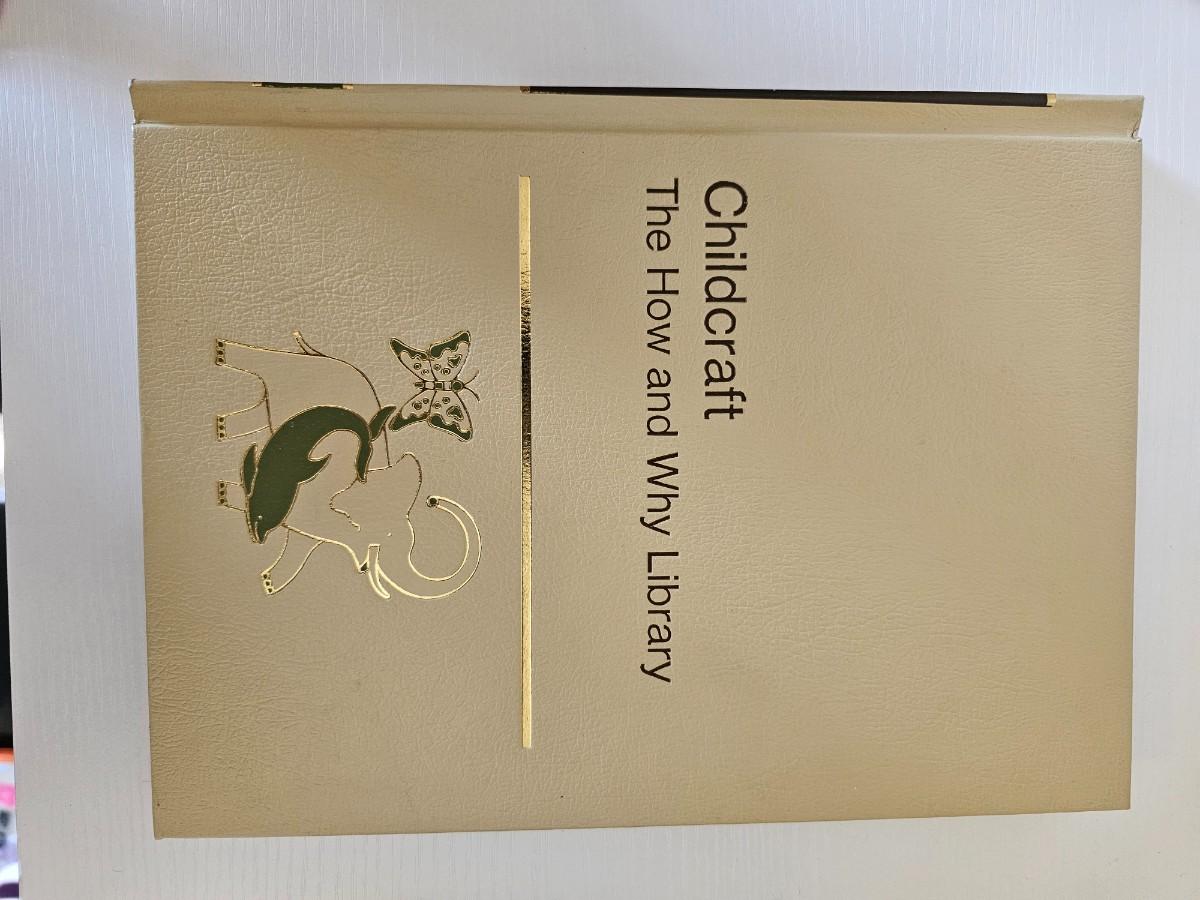 Childcraft
The How and Why Library